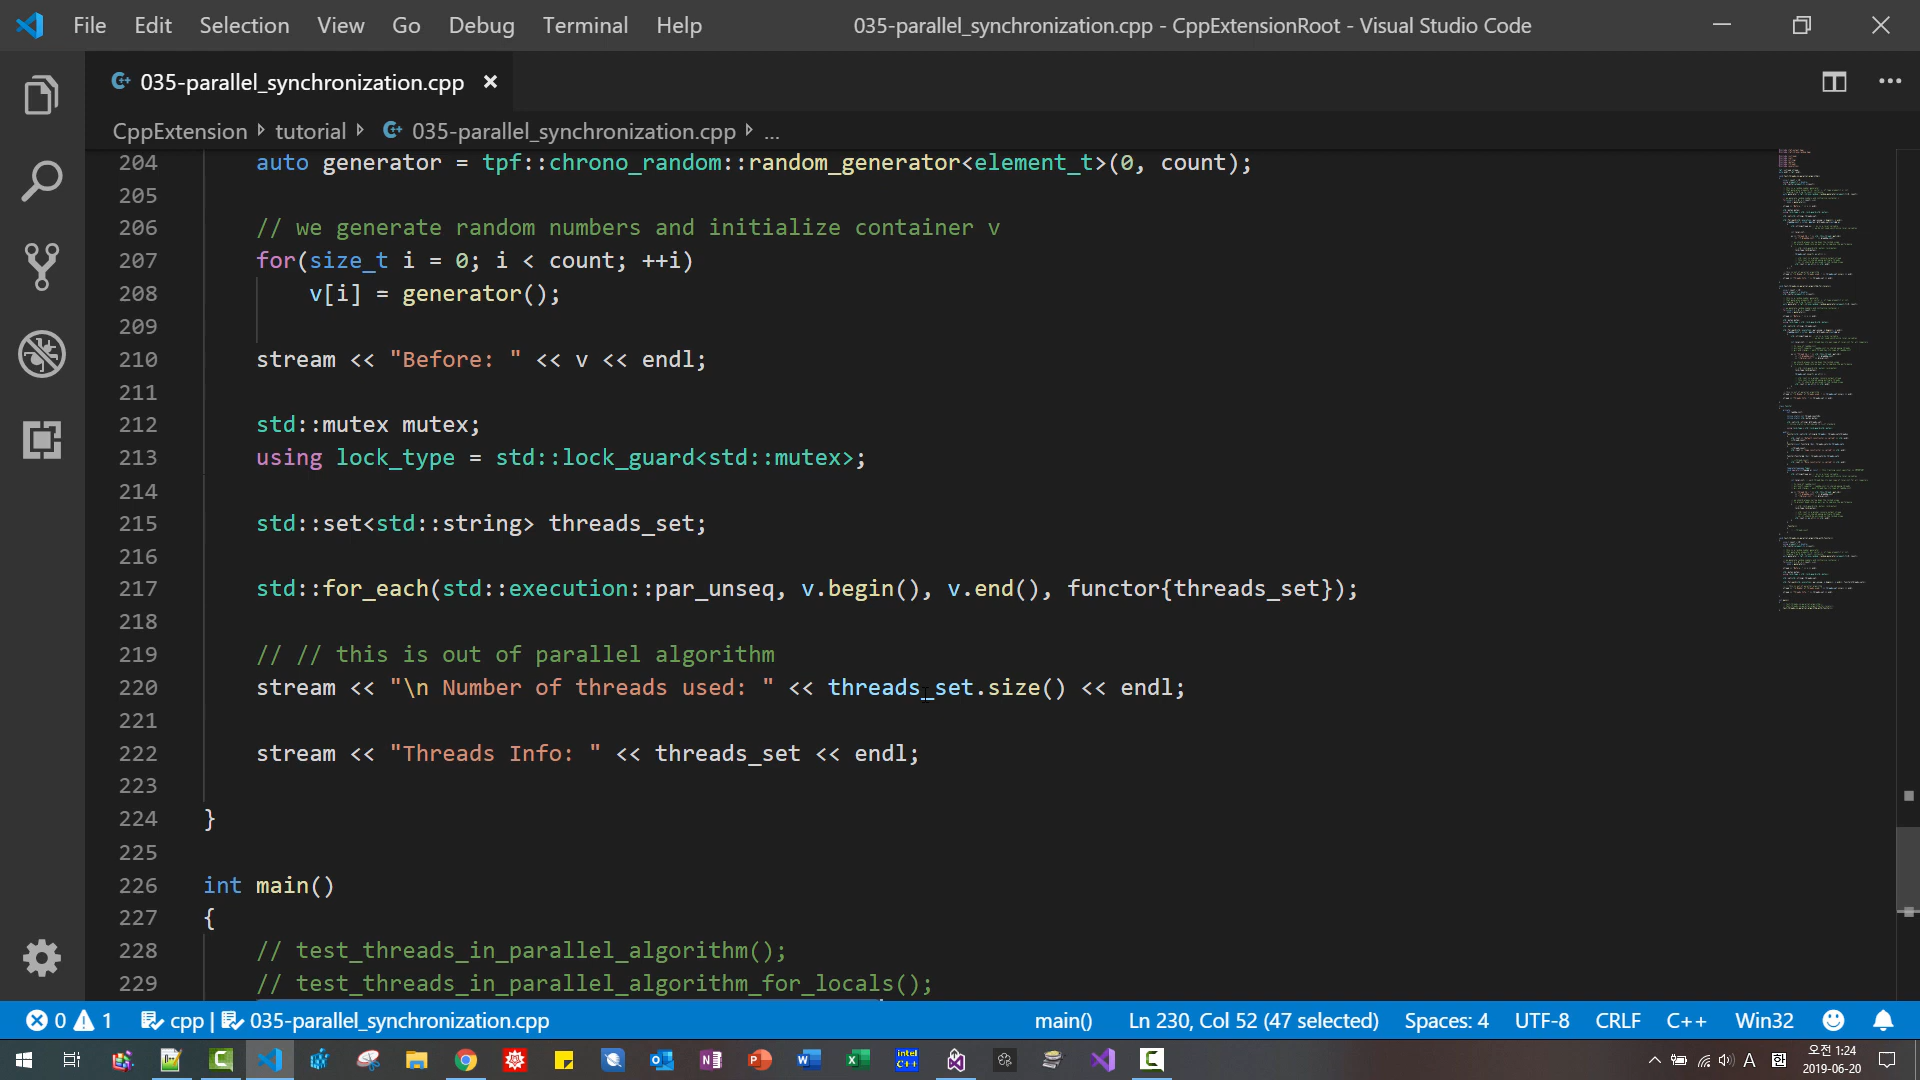 File Edit Selection View Go Debug Terminal Help 035-parallel_synchronization.cpp - CppExtensionRoot - Visual Studio Code
035-parallel_synchronization.cpp
CppExtension tutorial 035-parallel_synchronization.cpp ...
204 auto generator = tpf::chrono_random::random_generator<element_t>(0, count);
205
206 // we generate random numbers and initialize container v
207 for(size_t i = 0; i < count; ++i)
208 v[i] = generator();
209
210 stream << "Before: " << v << endl;
211
212 std::mutex mutex;
213 using lock_type = std::lock_guard<std::mutex>;
214
215 std::set<std::string> threads_set;
216
217 std::for_each(std::execution::par_unseq, v.begin(), v.end(), functor{threads_set});
218
219 // // this is out of parallel algorithm
220 stream << "\n Number of threads used: " << threads_set.size() << endl;
221
222 stream << "Threads Info: " << threads_set << endl;
223
224 }
225
226 int main()
227 {
228 // test_threads_in_parallel_algorithm();
229 // test_threads_in_parallel_algorithm_for_locals();
0 1 cpp | 035-parallel_synchronization.cpp main() Ln 230, Col 52 (47 selected) Spaces: 4 UTF-8 CRLF C++ Win32
intel C++ A 오전 1:24
2019-06-20